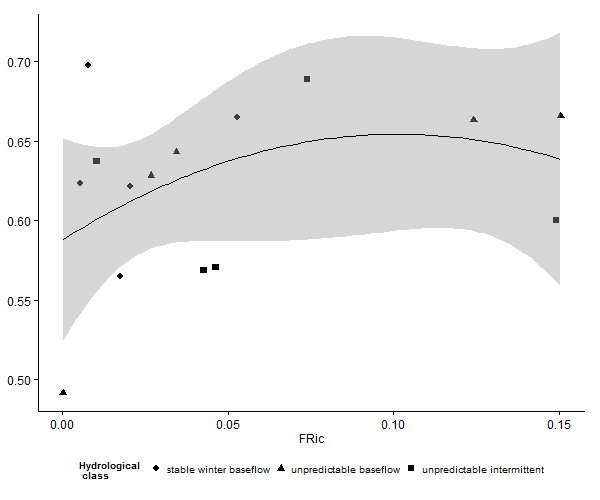 0.70
0.65
0.60
0.55
0.50
0.00 0.05 0.10 0.15
FRic
Hydrological
class
stable winter baseflow unpredictable baseflow unpredictable intermittent